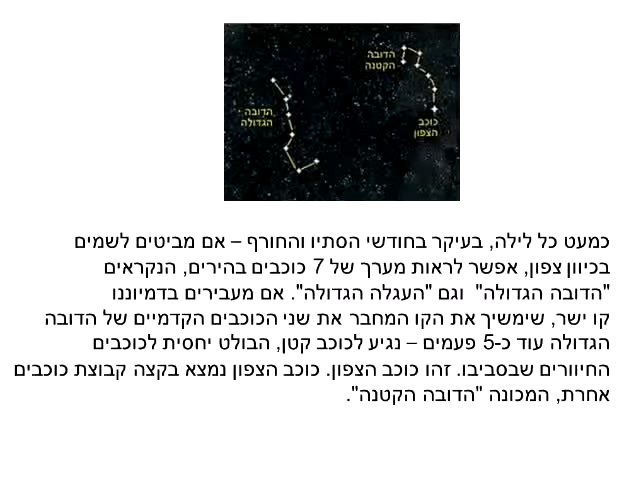 הדובה
הקטנה
הדובה
הגדולה
כוכב
הצפון
כמעט כל לילה, בעיקר בחודשי הסתיו והחורף – אם מביטים לשמים
בכיוון צפון, אפשר לראות מערך של 7 כוכבים בהירים, הנקראים
"הדובה הגדולה" וגם "העגלה הגדולה". אם מעבירים בדמיוננו
קו ישר, שימשיך את הקו המחבר את שני הכוכבים הקדמיים של הדובה
הגדולה עוד כ-5 פעמים – נגיע לכוכב קטן, הבולט יחסית לכוכבים
החיוורים שבסביבו. זהו כוכב הצפון. כוכב הצפון נמצא בקצה קבוצת כוכבים
אחרת, המכונה "הדובה הקטנה".